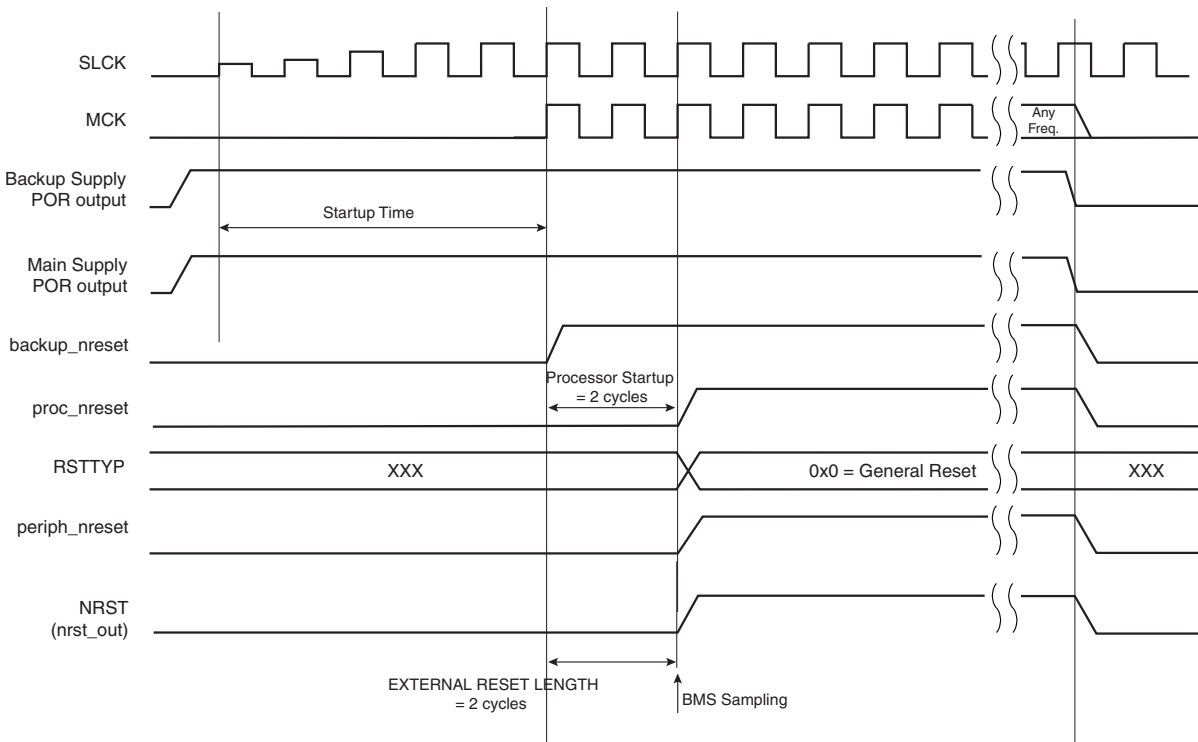 SLCK
MCK
Any
Freq.
Backup Supply
POR output
Startup Time
Main Supply
POR output
backup_nreset
Processor Startup
= 2 cycles
proc_nreset
RSTTYP
XXX
0x0 = General Reset
XXX
periph_nreset
NRST
(nrst_out)
EXTERNAL RESET LENGTH
= 2 cycles
BMS Sampling